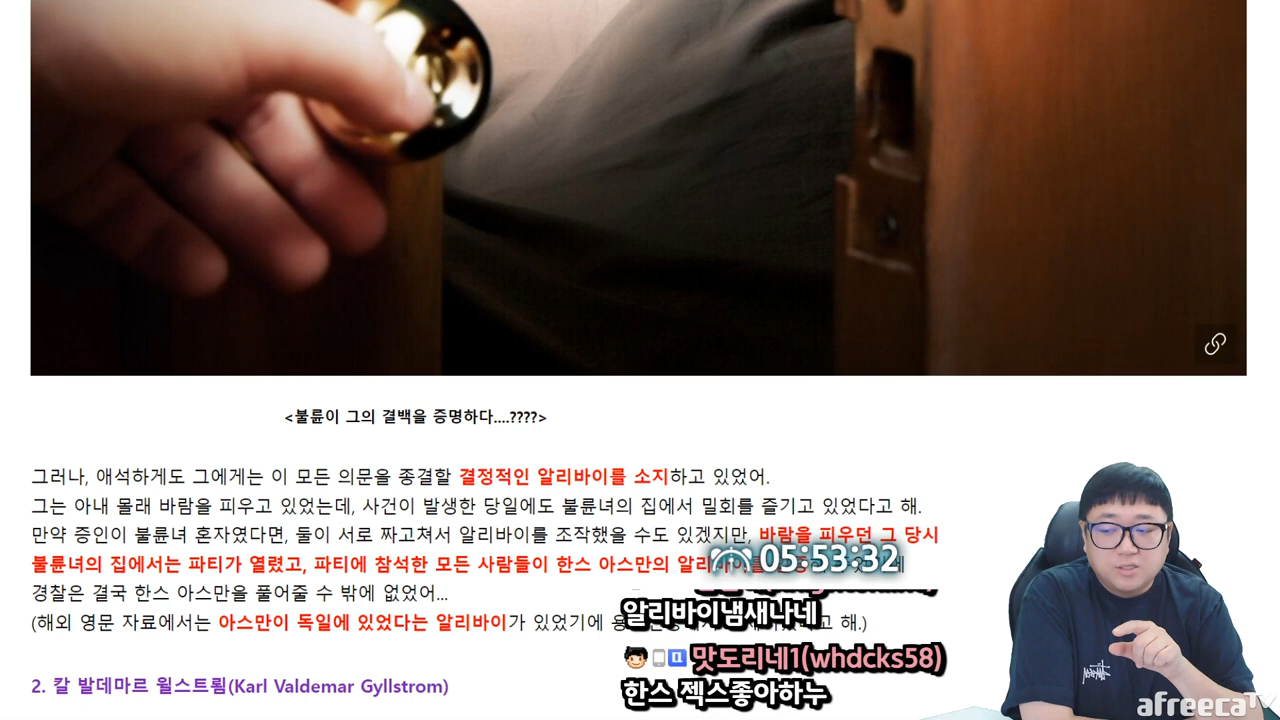 <불륜이 그의 결백을 증명하다....????>
그러나, 애석하게도 그에게는 이 모든 의문을 종결할 결정적인 알리바이를 소지하고 있었어.
그는 아내 몰래 바람을 피우고 있었는데, 사건이 발생한 당일에도 불륜녀의 집에서 밀회를 즐기고 있었다고 해.
만약 증인이 불륜녀 혼자였다면, 둘이 서로 짜고쳐서 알리바이를 조작했을 수도 있겠지만, 바람을 피우던 그 당시
불륜녀의 집에서는 파티가 열렸고, 파티에 참석한 모든 사람들이 한스 아스만의
05:53:32
경찰은 결국 한스 아스만을 풀어줄 수 밖에 없었어...
알리바이냄새나네
(해외 영문 자료에서는 아스만이 독일에 있었다는 알리바이가 있었기에 해.)
맛도리네1(whdcks58)
한스 젝스좋아하누
2. 칼 발데마르 윌스트룀(Karl Valdemar Gyllstrom)
afreecaTV